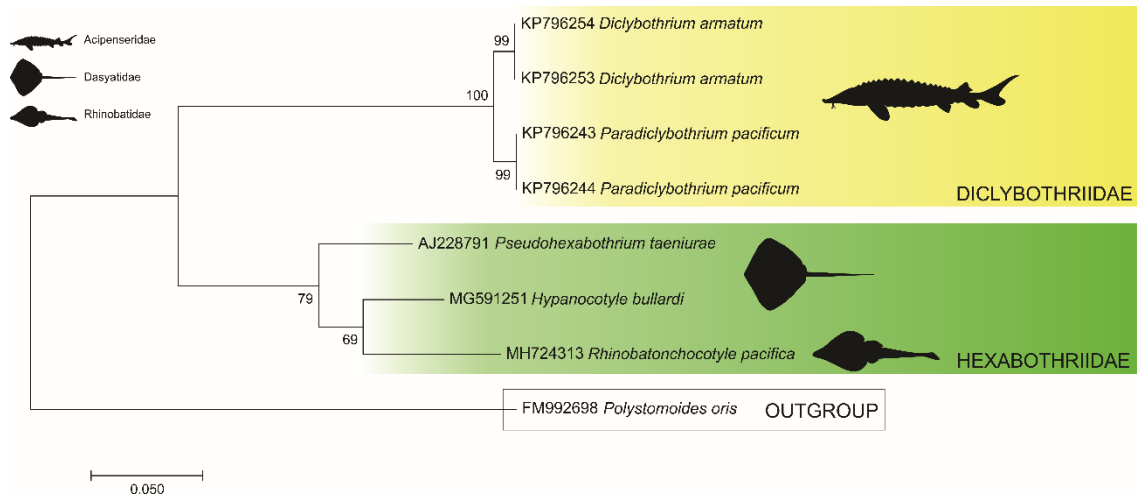 Acipenseridae
Dasyatidae
Rhinobatidae
KP796254 Diclybothrium armatum
99
KP796253 Diclybothrium armatum
100
KP796243 Paradiclybothrium pacificum
99
KP796244 Paradiclybothrium pacificum
DICLYBOTHRIIDAE
AJ228791 Pseudohexabothrium taeniurae
79
MG591251 Hypanocotyle bullardi
69
MH724313 Rhinobatonchocotyle pacifica
HEXABOTHRIIDAE
FM992698 Polystomoides oris
OUTGROUP
0.050